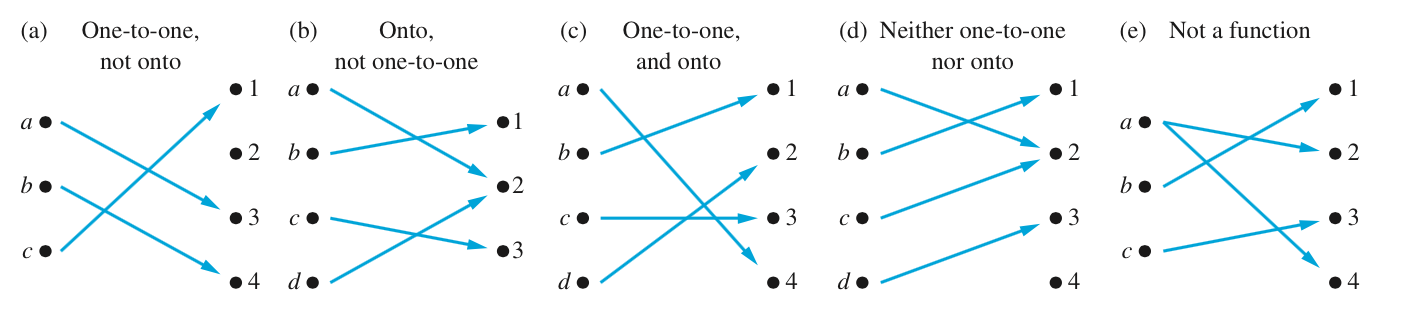 (a) One-to-one,
not onto
1
a
2
b
3
c
4
(b) Onto,
not one-to-one
a
1
b
2
c
3
d
(c) One-to-one,
and onto
a 1
b 2
c 3
d 4
(d) Neither one-to-one
nor onto
a 1
b 2
c 3
d 4
(e) Not a function
1
a
2
b
3
c
4